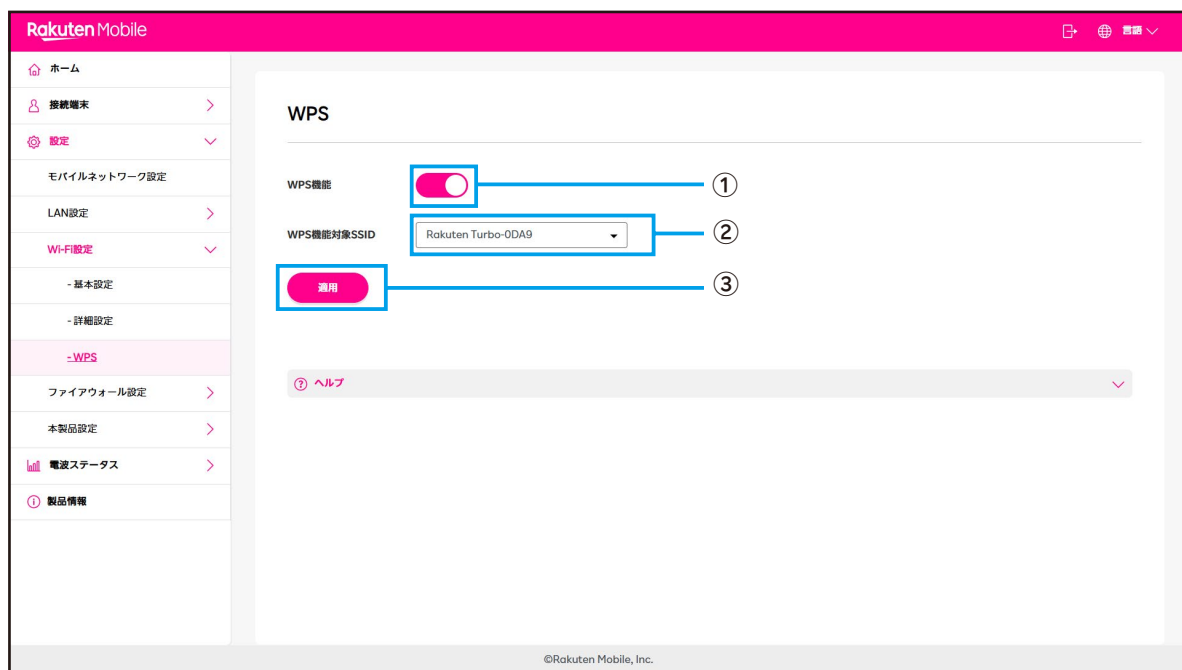 Rakuten Mobile
言語
ホーム
接続端末
設定
モバイルネットワーク設定
LAN設定
Wi-Fi設定
- 基本設定
- 詳細設定
- WPS
ファイアウォール設定
本製品設定
電波ステータス
製品情報
WPS
WPS機能
①
WPS機能対象SSID
Rakuten Turbo-0DA9
②
適用
③
ヘルプ
©Rakuten Mobile, Inc.